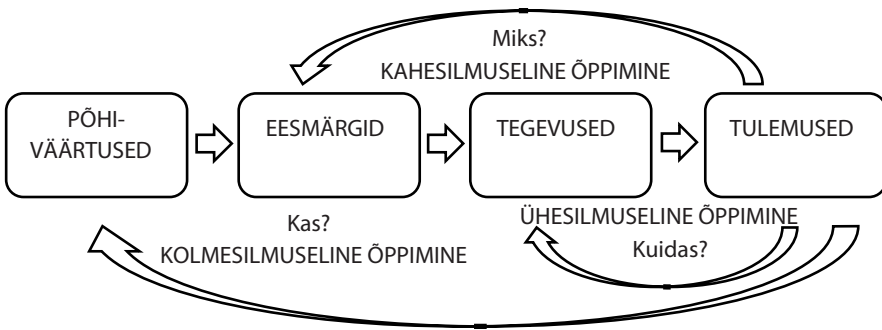 Miks?
KAHESILMUSELINE ÕPPIMINE
PÕHI-
VÄÄRTUSED
EESMÄRGID
TEGEVUSED
TULEMUSED
Kas?
KOLMESILMUSELINE ÕPPIMINE
ÜHESILMUSELINE ÕPPIMINE
Kuidas?